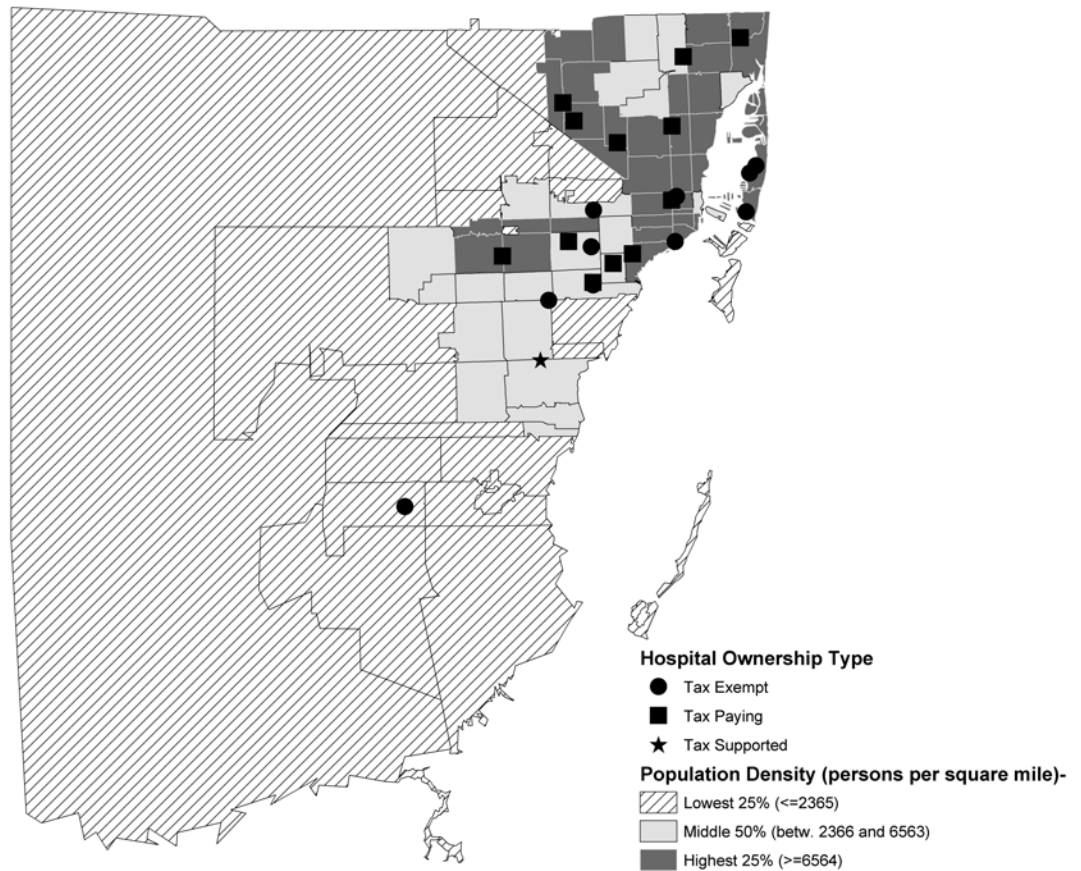 Hospital Ownership Type
Tax Exempt
Tax Paying
Tax Supported
Population Density (persons per square mile)-
Lowest 25% (<=2365)
Middle 50% (betw. 2366 and 6563)
Highest 25% (>=6564)